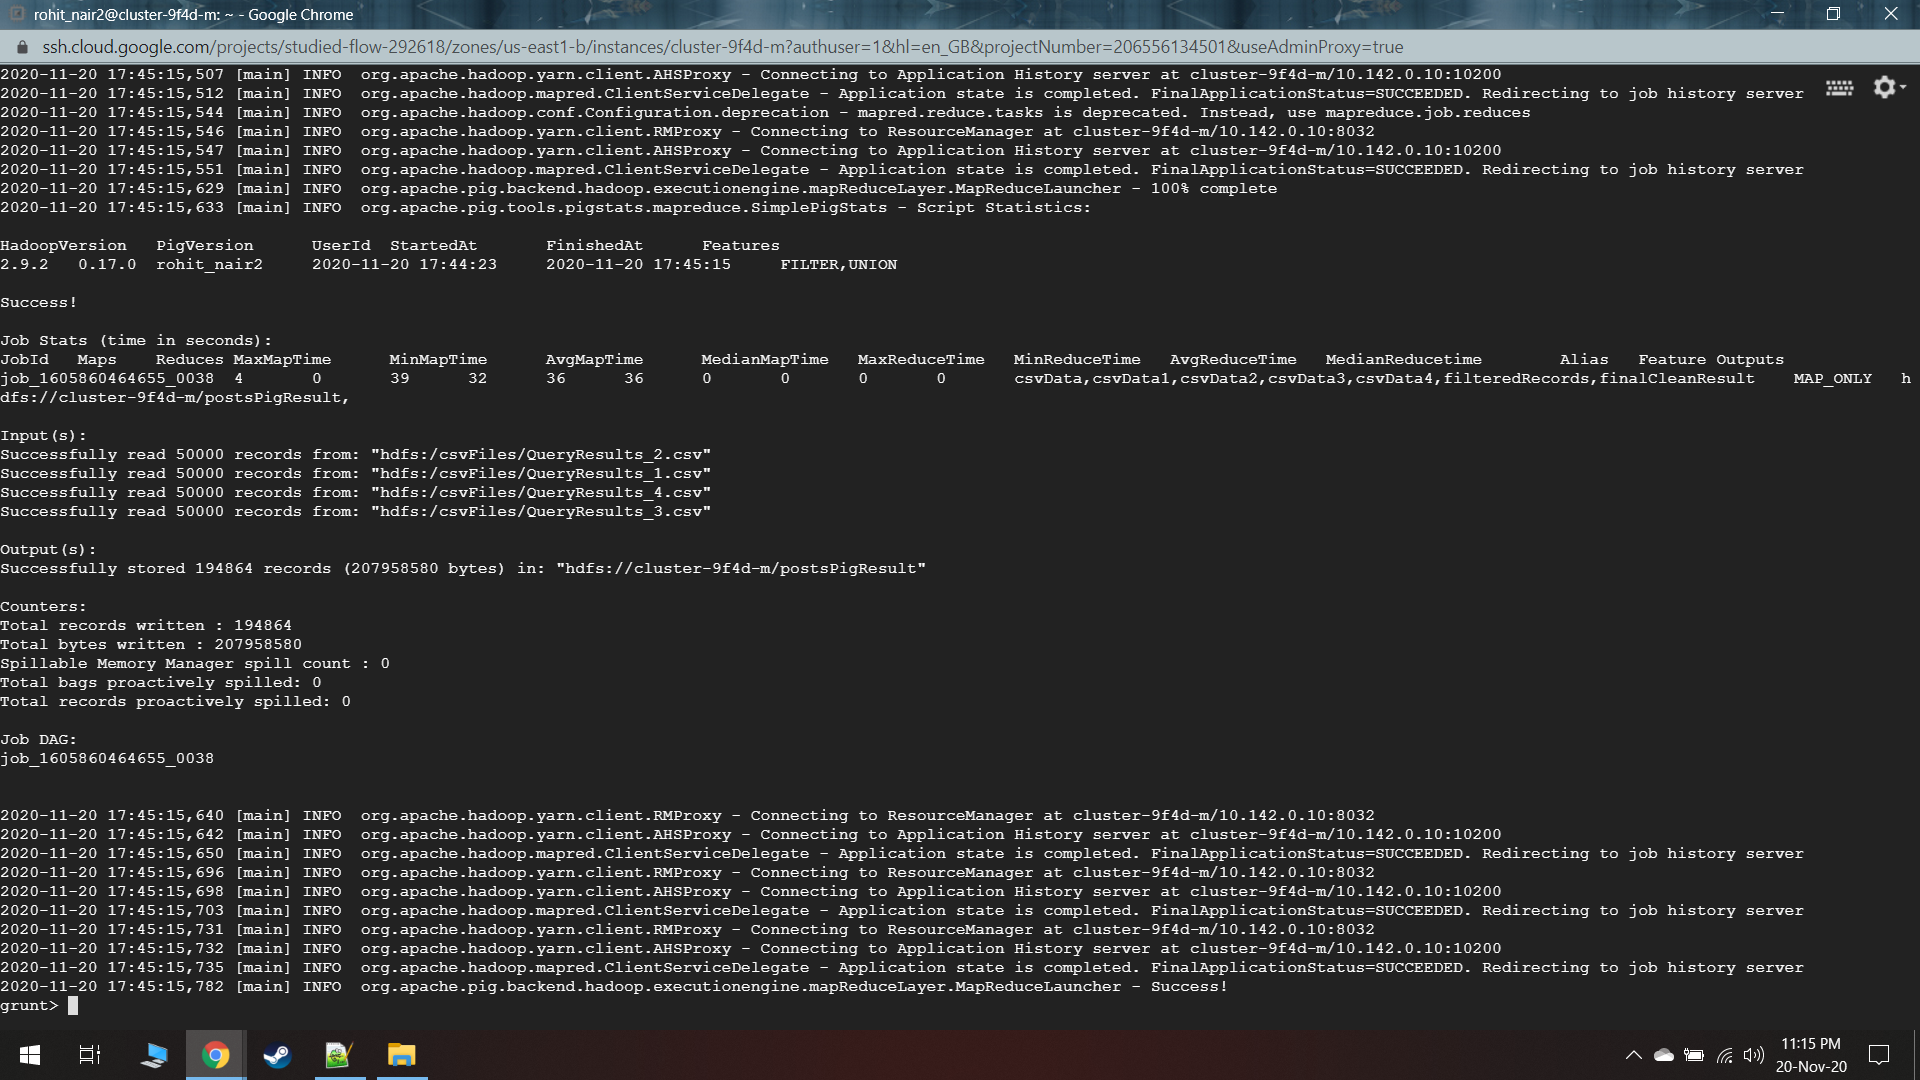 rohit_nair2@cluster-9f4d-m: ~ - Google Chrome
ssh.cloud.google.com/projects/studied-flow-292618/zones/us-east1-b/instances/cluster-9f4d-m?authuser=1&hl=en_GB&projectNumber=206556134501&useAdminProxy=true
2020-11-20 17:45:15,507 [main] INFO  org.apache.hadoop.yarn.client.AHSProxy - Connecting to Application History server at cluster-9f4d-m/10.142.0.10:10200
2020-11-20 17:45:15,512 [main] INFO  org.apache.hadoop.mapred.ClientServiceDelegate - Application state is completed. FinalApplicationStatus=SUCCEEDED. Redirecting to job history server
2020-11-20 17:45:15,544 [main] INFO  org.apache.hadoop.conf.Configuration.deprecation - mapred.reduce.tasks is deprecated. Instead, use mapreduce.job.reduces
2020-11-20 17:45:15,546 [main] INFO  org.apache.hadoop.yarn.client.RMProxy - Connecting to ResourceManager at cluster-9f4d-m/10.142.0.10:8032
2020-11-20 17:45:15,547 [main] INFO  org.apache.hadoop.yarn.client.AHSProxy - Connecting to Application History server at cluster-9f4d-m/10.142.0.10:10200
2020-11-20 17:45:15,551 [main] INFO  org.apache.hadoop.mapred.ClientServiceDelegate - Application state is completed. FinalApplicationStatus=SUCCEEDED. Redirecting to job history server
2020-11-20 17:45:15,629 [main] INFO  org.apache.pig.backend.hadoop.executionengine.mapReduceLayer.MapReduceLauncher - 100% complete
2020-11-20 17:45:15,633 [main] INFO  org.apache.pig.tools.pigstats.mapreduce.SimplePigStats - Script Statistics:
HadoopVersion PigVersion UserId StartedAt FinishedAt Features
2.9.2 0.17.0 rohit_nair2 2020-11-20 17:44:23 2020-11-20 17:45:15 FILTER,UNION
Success!
Job Stats (time in seconds):
JobId Maps Reduces MaxMapTime MinMapTime AvgMapTime MedianMapTime MaxReduceTime MinReduceTime AvgReduceTime MedianReducetime Alias Feature Outputs
job_1605860464655_0038 4 0 39 32 36 36 0 0 0 0 csvData,csvData1,csvData2,csvData3,csvData4,filteredRecords,finalCleanResult MAP_ONLY h
dfs://cluster-9f4d-m/postsPigResult,
Input(s):
Successfully read 50000 records from: "hdfs:/csvFiles/QueryResults_2.csv"
Successfully read 50000 records from: "hdfs:/csvFiles/QueryResults_1.csv"
Successfully read 50000 records from: "hdfs:/csvFiles/QueryResults_4.csv"
Successfully read 50000 records from: "hdfs:/csvFiles/QueryResults_3.csv"
Output(s):
Successfully stored 194864 records (207958580 bytes) in: "hdfs://cluster-9f4d-m/postsPigResult"
Counters:
Total records written : 194864
Total bytes written : 207958580
Spillable Memory Manager spill count : 0
Total bags proactively spilled: 0
Total records proactively spilled: 0
Job DAG:
job_1605860464655_0038
2020-11-20 17:45:15,640 [main] INFO  org.apache.hadoop.yarn.client.RMProxy - Connecting to ResourceManager at cluster-9f4d-m/10.142.0.10:8032
2020-11-20 17:45:15,642 [main] INFO  org.apache.hadoop.yarn.client.AHSProxy - Connecting to Application History server at cluster-9f4d-m/10.142.0.10:10200
2020-11-20 17:45:15,650 [main] INFO  org.apache.hadoop.mapred.ClientServiceDelegate - Application state is completed. FinalApplicationStatus=SUCCEEDED. Redirecting to job history server
2020-11-20 17:45:15,696 [main] INFO  org.apache.hadoop.yarn.client.RMProxy - Connecting to ResourceManager at cluster-9f4d-m/10.142.0.10:8032
2020-11-20 17:45:15,698 [main] INFO  org.apache.hadoop.yarn.client.AHSProxy - Connecting to Application History server at cluster-9f4d-m/10.142.0.10:10200
2020-11-20 17:45:15,703 [main] INFO  org.apache.hadoop.mapred.ClientServiceDelegate - Application state is completed. FinalApplicationStatus=SUCCEEDED. Redirecting to job history server
2020-11-20 17:45:15,731 [main] INFO  org.apache.hadoop.yarn.client.RMProxy - Connecting to ResourceManager at cluster-9f4d-m/10.142.0.10:8032
2020-11-20 17:45:15,732 [main] INFO  org.apache.hadoop.yarn.client.AHSProxy - Connecting to Application History server at cluster-9f4d-m/10.142.0.10:10200
2020-11-20 17:45:15,735 [main] INFO  org.apache.hadoop.mapred.ClientServiceDelegate - Application state is completed. FinalApplicationStatus=SUCCEEDED. Redirecting to job history server
2020-11-20 17:45:15,782 [main] INFO  org.apache.pig.backend.hadoop.executionengine.mapReduceLayer.MapReduceLauncher - Success!
grunt>
11:15 PM
20-Nov-20